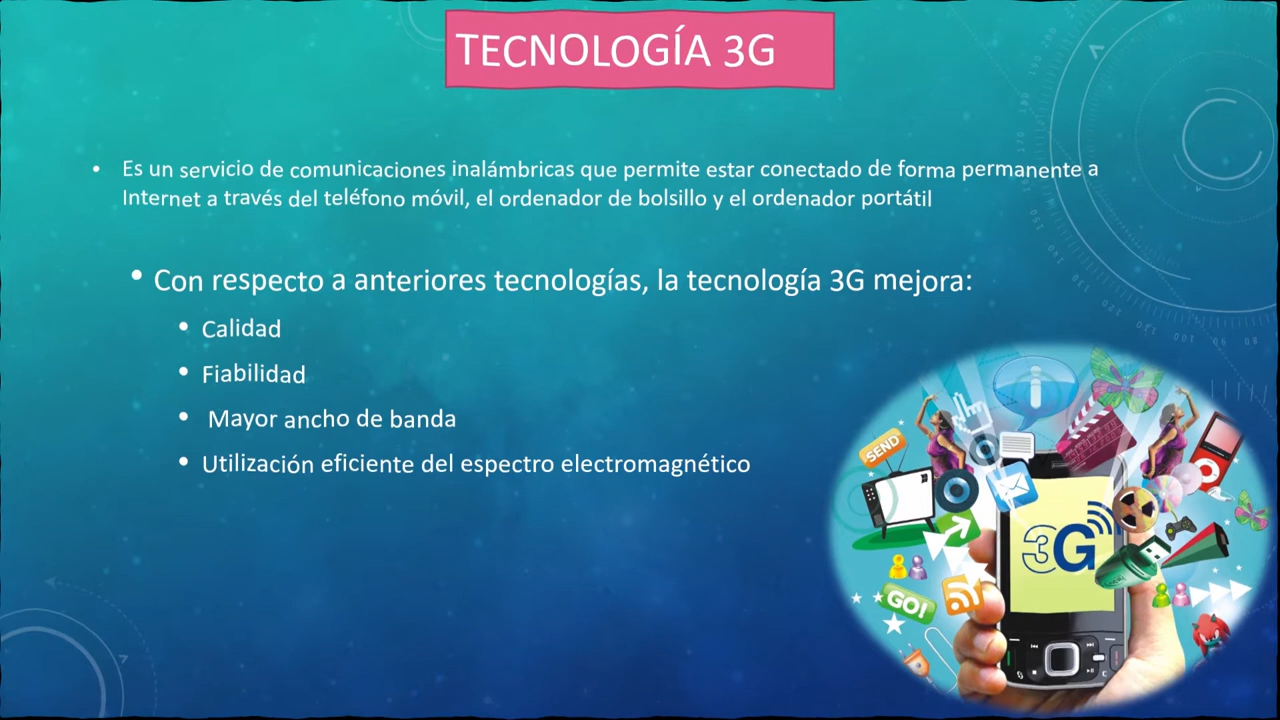 TECNOLOGÍA 3G
• Es un servicio de comunicaciones inalámbricas que permite estar conectado de forma permanente a
Internet a través del teléfono móvil, el ordenador de bolsillo y el ordenador portátil
• Con respecto a anteriores tecnologías, la tecnología 3G mejora:
• Calidad
• Fiabilidad
• Mayor ancho de banda
• Utilización eficiente del espectro electromagnético
SEND
3G
GO!